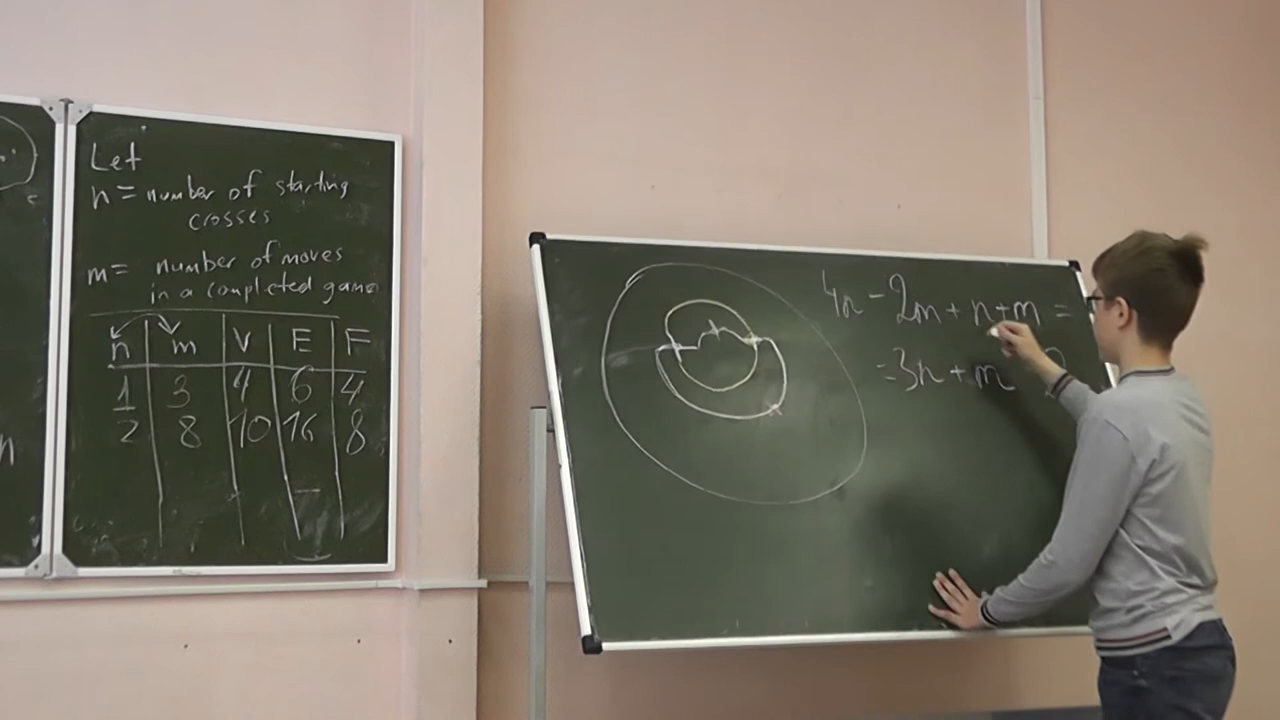 Let
n = number of starting
crosses
m = number of moves
in a completed game
n m V E F
1 3 4 6 4
2 8 10 16 8
n
4n - 2m + n + m =
= 3n + m 2